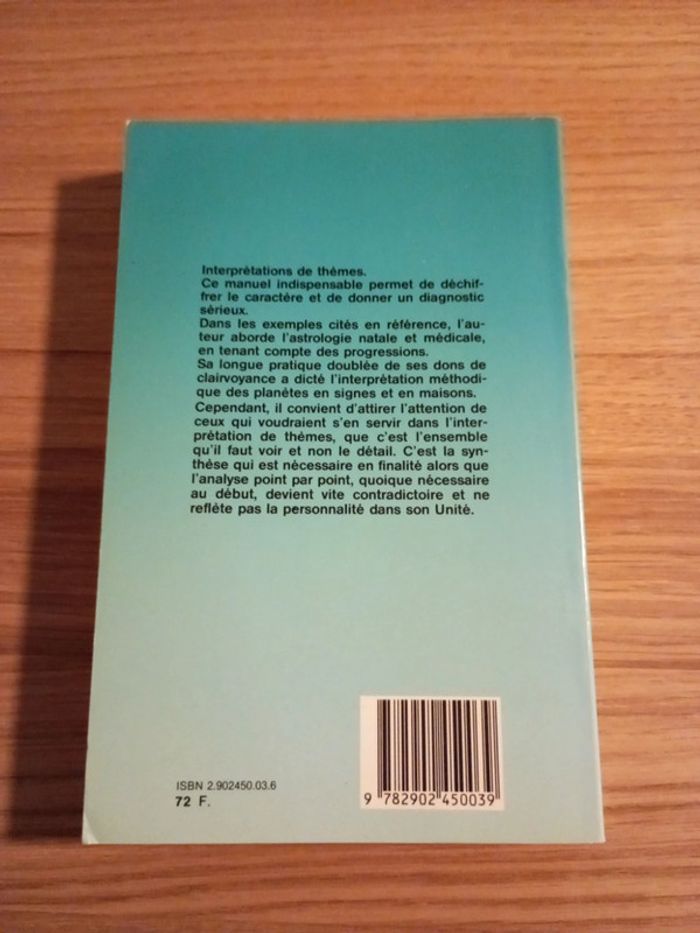 Interprétations de thèmes.
Ce manuel indispensable permet de déchif-
frer le caractére et de donner un diagnostic
sérieux.
Dans les exemples cités en référence, l'au-
teur aborde l'astrologie natale et médicale,
en tenant compte des progressions.
Sa longue pratique doublée de ses dons de
clairvoyance a dicté l'interprétation méthodi-
que des planétes en signes et en maisons.
Cependant, il convient d'attirer l'attention de
ceux qui voudraient s'en servir dans l'inter-
prétation de thèmes, que c'est l'ensemble
qu'il faut voir et non le détail. C'est la syn-
thèse qui est nécessaire en finalité alors que
l'analyse point par point, quoique nécessaire
au début, devient vite contradictoire et ne
reflète pas la personnalité dans son Unité.
ISBN 2.902450.03.6
72 F.
9 782902 450039